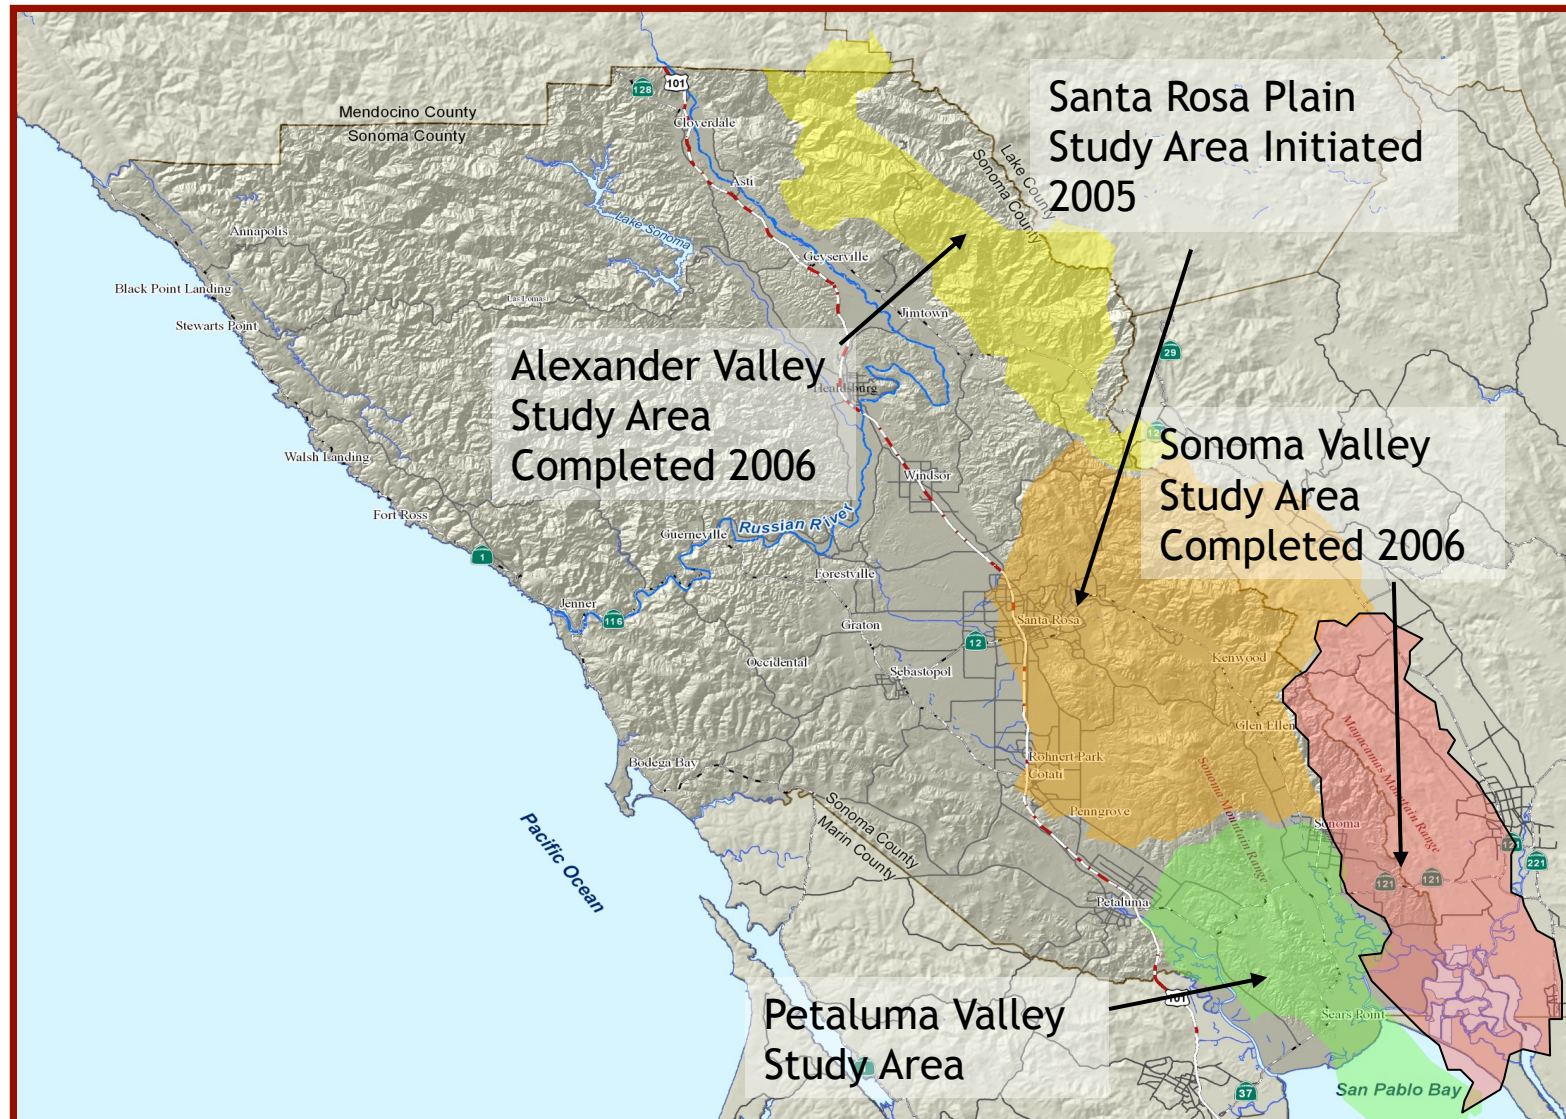 Santa Rosa Plain
Study Area Initiated
2005
Alexander Valley
Study Area
Completed 2006
Sonoma Valley
Study Area
Completed 2006
Petaluma Valley
Study Area
Mendocino County
Sonoma County
Lake County
Sonoma County
Sonoma County
Marin County
128
101
Cloverdale
Asti
Lake Sonoma
Geyserville
Annapolis
Black Point Landing
Las Lomas
Stewarts Point
Jimtown
29
Healdsburg
Walsh Landing
Windsor
Fort Ross
Guerneville
Russian River
1
Forestville
Jenner
116
Graton
Santa Rosa
12
Occidental
Sebastopol
Kenwood
Glen Ellen
Bodega Bay
Rohnert Park
Cotati
Mayacamas Mountain Range
Sonoma Mountain Range
Penngrove
Sonoma
Pacific Ocean
121
221
121
121
Petaluma
101
Sears Point
37
San Pablo Bay